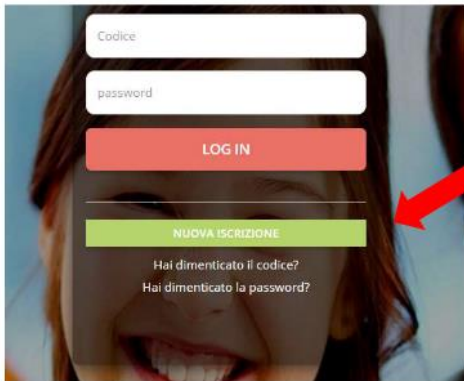 Codice
password
LOG IN
NUOVA ISCRIZIONE
Hai dimenticato il codice?
Hai dimenticato la password?